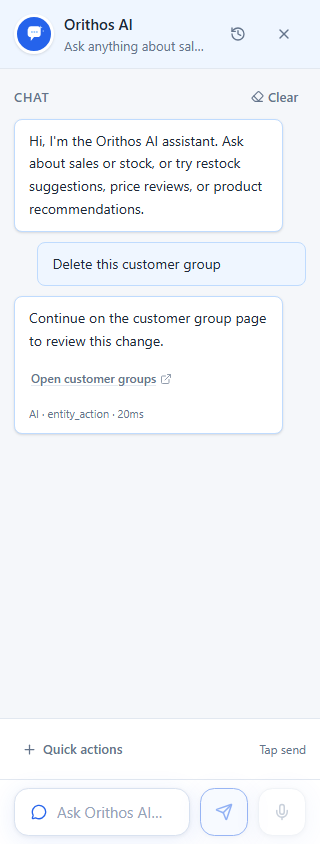 Orithos AI
Ask anything about sal...
CHAT
Clear
Hi, I'm the Orithos AI assistant. Ask
about sales or stock, or try restock
suggestions, price reviews, or product
recommendations.
Delete this customer group
Continue on the customer group page
to review this change.
Open customer groups
AI · entity_action · 20ms
Quick actions
Tap send
Ask Orithos AI...